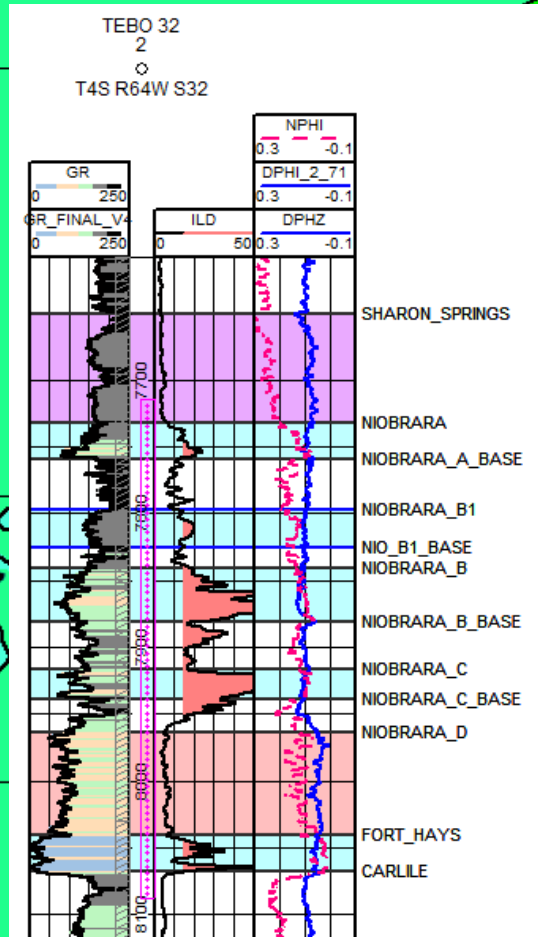 TEBO 32
2
T4S R64W S32
NPHI
0.3 -0.1
GR DPHI_2_71
0 250 0.3 -0.1
GR_FINAL_V4 ILD DPHZ
0 250 0 50 0.3 -0.1
SHARON_SPRINGS
7700
NIOBRARA
NIOBRARA_A_BASE
NIOBRARA_B1
7800
NIO_B1_BASE
NIOBRARA_B
NIOBRARA_B_BASE
7900
NIOBRARA_C
NIOBRARA_C_BASE
NIOBRARA_D
8000
FORT_HAYS
CARLILE
8100